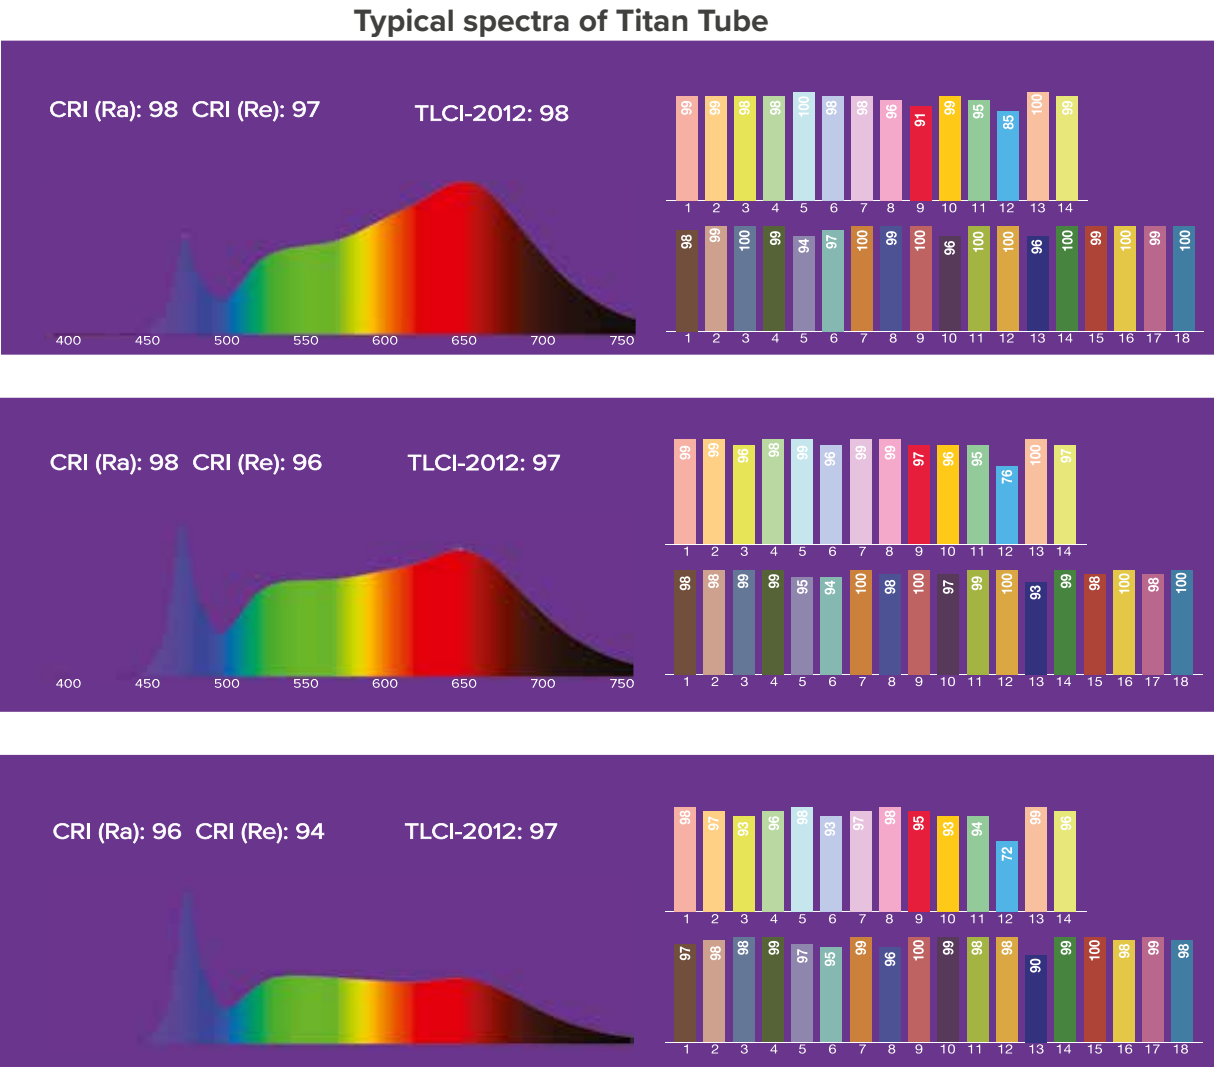 Typical spectra of Titan Tube
CRI (Ra): 98 CRI (Re): 97
TLCI-2012: 98
99 99 98 98 100 98 98 96 91 99 95 85 100 99
1 2 3 4 5 6 7 8 9 10 11 12 13 14
98 99 100 99 94 97 100 99 100 96 100 100 96 100 99 100 99 100
1 2 3 4 5 6 7 8 9 10 11 12 13 14 15 16 17 18
400 450 500 550 600 650 700 750
CRI (Ra): 98 CRI (Re): 96
TLCI-2012: 97
99 99 96 98 99 96 99 99 97 96 95 76 100 97
1 2 3 4 5 6 7 8 9 10 11 12 13 14
98 98 99 99 95 94 100 98 100 97 99 100 93 99 98 100 98 100
1 2 3 4 5 6 7 8 9 10 11 12 13 14 15 16 17 18
400 450 500 550 600 650 700 750
CRI (Ra): 96 CRI (Re): 94
TLCI-2012: 97
98 97 93 96 98 93 97 98 95 93 94 72 99 96
1 2 3 4 5 6 7 8 9 10 11 12 13 14
97 98 98 99 97 95 99 96 100 99 98 98 90 99 100 98 99 98
1 2 3 4 5 6 7 8 9 10 11 12 13 14 15 16 17 18